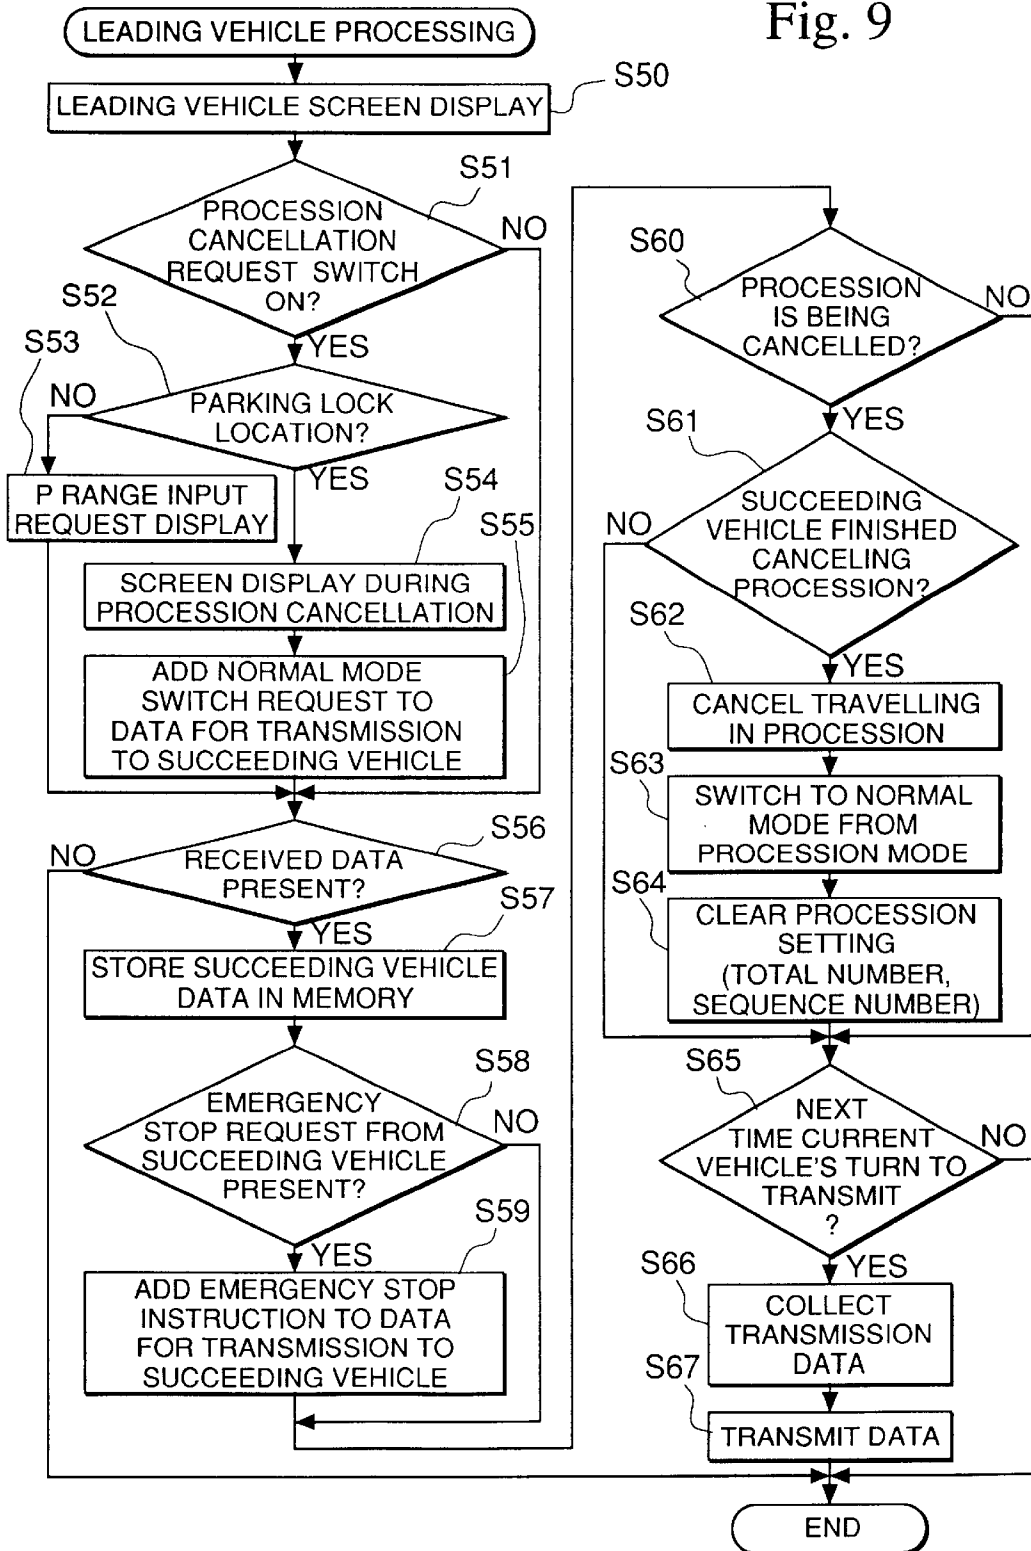 Fig. 9
LEADING VEHICLE PROCESSING
S50
LEADING VEHICLE SCREEN DISPLAY
S51
PROCESSION
CANCELLATION
REQUEST SWITCH
ON?
NO
YES
S52
PARKING LOCK
LOCATION?
NO
YES
S53
P RANGE INPUT
REQUEST DISPLAY
S54
SCREEN DISPLAY DURING
PROCESSION CANCELLATION
S55
ADD NORMAL MODE
SWITCH REQUEST TO
DATA FOR TRANSMISSION
TO SUCCEEDING VEHICLE
S56
RECEIVED DATA
PRESENT?
NO
YES
S57
STORE SUCCEEDING VEHICLE
DATA IN MEMORY
S58
EMERGENCY
STOP REQUEST FROM
SUCCEEDING VEHICLE
PRESENT?
NO
YES
S59
ADD EMERGENCY STOP
INSTRUCTION TO DATA
FOR TRANSMISSION TO
SUCCEEDING VEHICLE
S60
PROCESSION
IS BEING
CANCELLED?
NO
YES
S61
SUCCEEDING
VEHICLE FINISHED
CANCELING
PROCESSION?
NO
YES
S62
CANCEL TRAVELLING
IN PROCESSION
S63
SWITCH TO NORMAL
MODE FROM
PROCESSION MODE
S64
CLEAR PROCESSION
SETTING
(TOTAL NUMBER,
SEQUENCE NUMBER)
S65
NEXT
TIME CURRENT
VEHICLE'S TURN TO
TRANSMIT
?
NO
YES
S66
COLLECT
TRANSMISSION
DATA
S67
TRANSMIT DATA
END